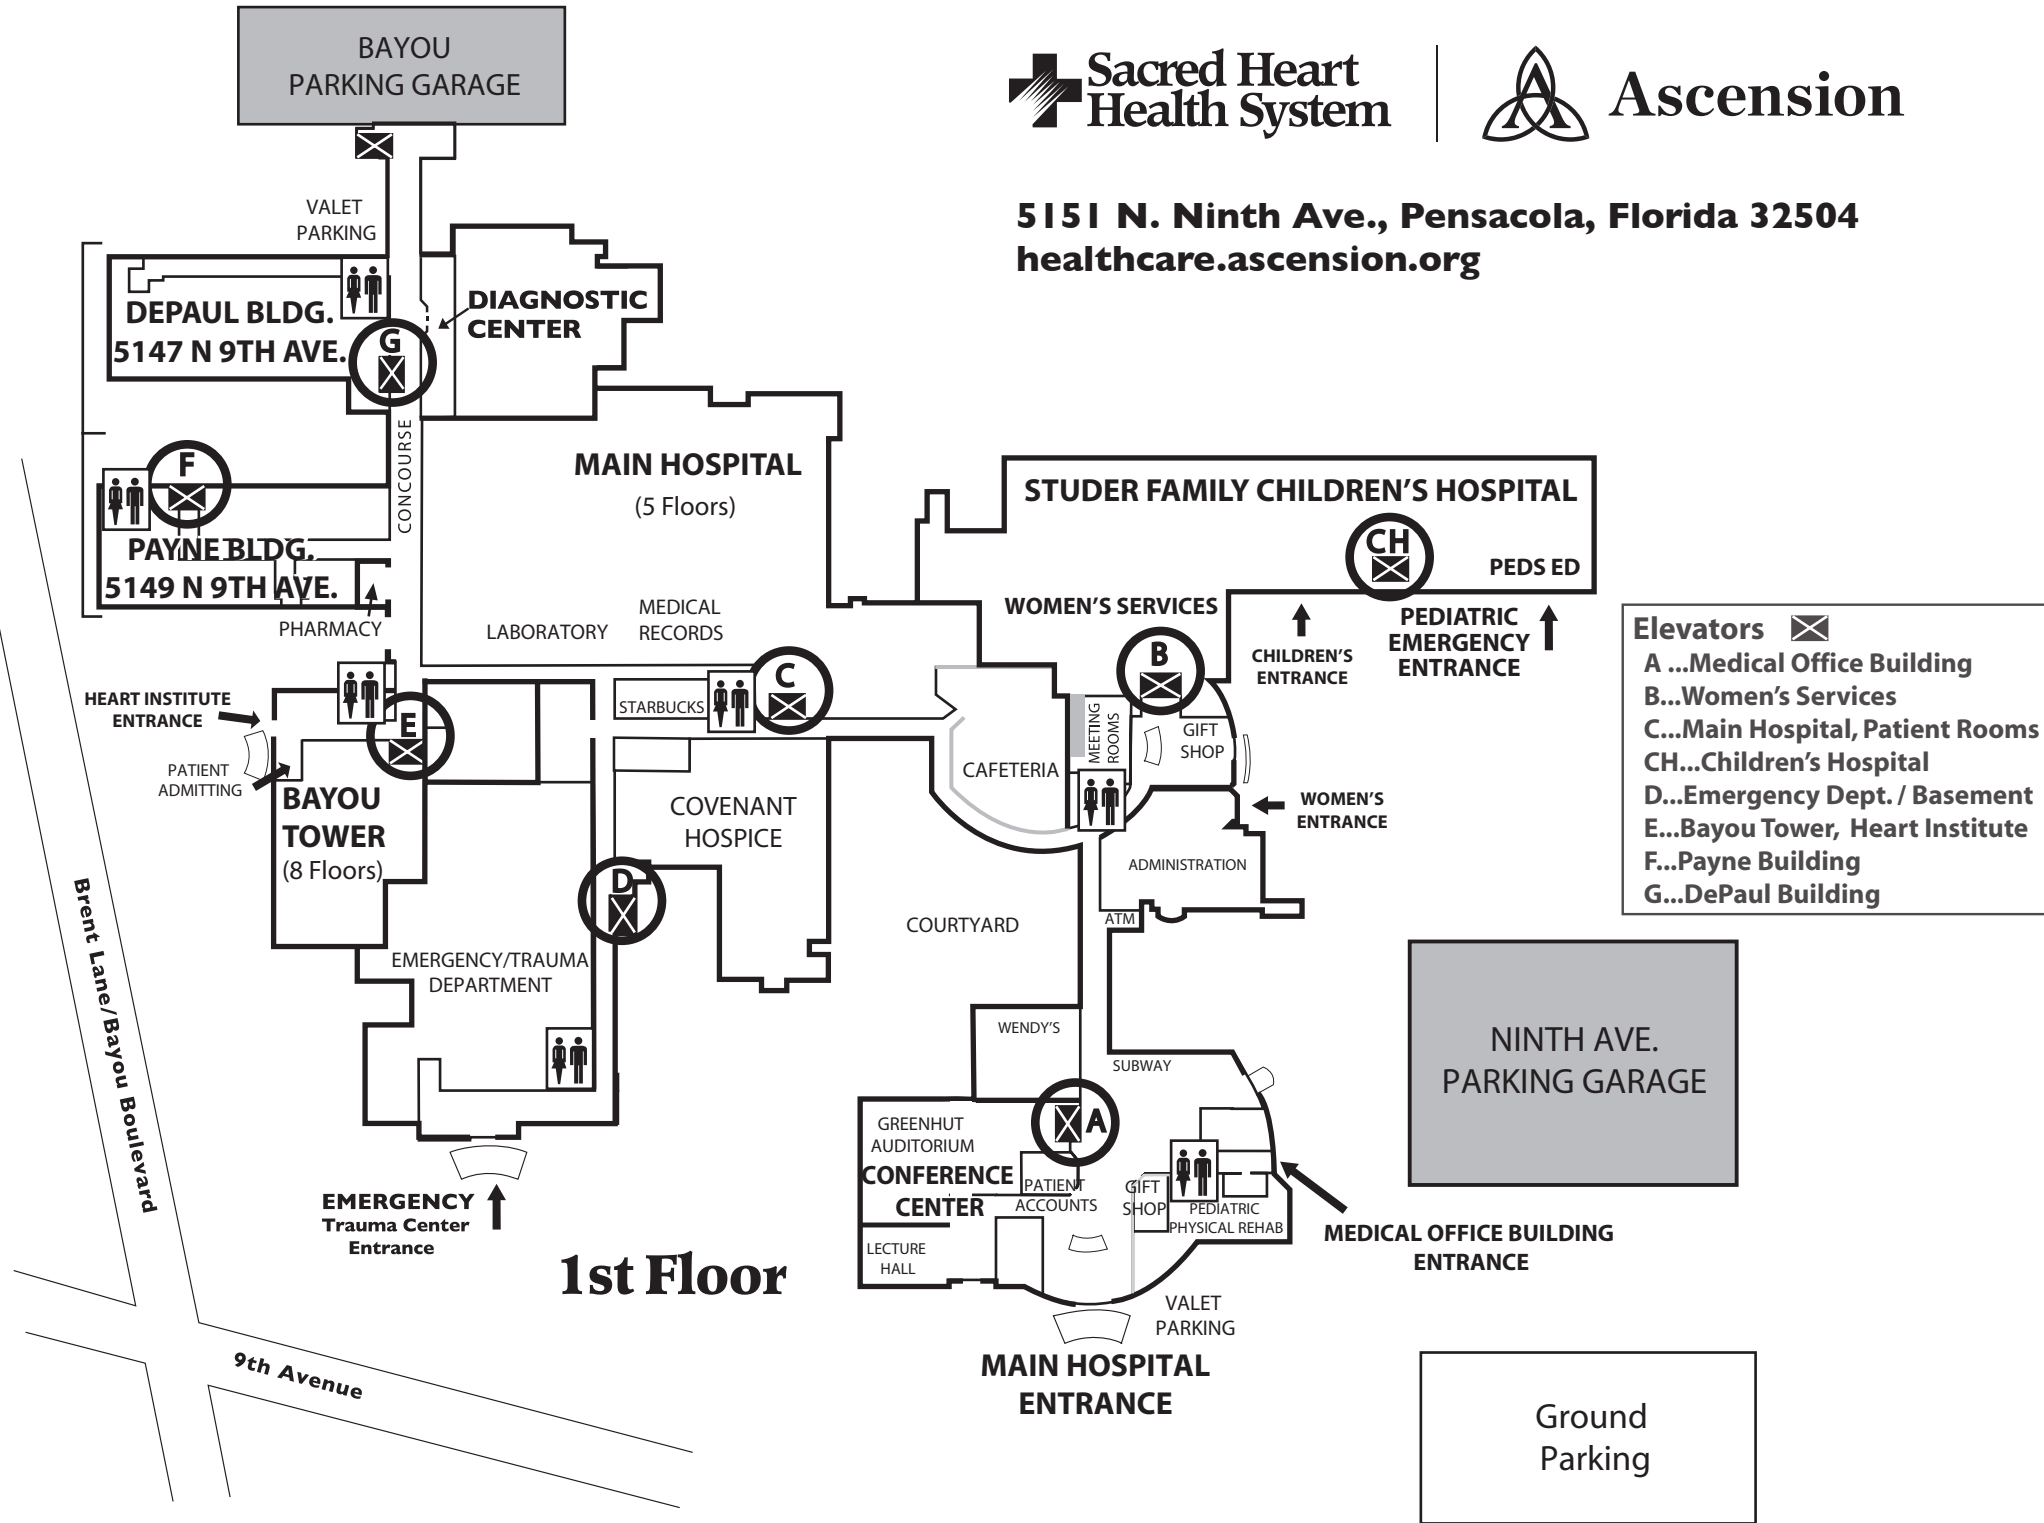 BAYOU
PARKING GARAGE
Sacred Heart
Health System
A
Ascension
5151 N. Ninth Ave., Pensacola, Florida 32504
healthcare.ascension.org
VALET
PARKING
DEPAUL BLDG.
5147 N 9TH AVE.
G
DIAGNOSTIC
CENTER
CONCOURSE
F
PAYNE BLDG.
5149 N 9TH AVE.
PHARMACY
MAIN HOSPITAL
(5 Floors)
LABORATORY
MEDICAL
RECORDS
STUDER FAMILY CHILDREN'S HOSPITAL
CH
PEDS ED
WOMEN'S SERVICES
B
CHILDREN'S
ENTRANCE
PEDIATRIC
EMERGENCY
ENTRANCE
Elevators
A ...Medical Office Building
B...Women's Services
C...Main Hospital, Patient Rooms
CH...Children's Hospital
D...Emergency Dept. / Basement
E...Bayou Tower, Heart Institute
F...Payne Building
G...DePaul Building
HEART INSTITUTE
ENTRANCE
E
PATIENT
ADMITTING
BAYOU
TOWER
(8 Floors)
STARBUCKS
C
MEETING
ROOMS
GIFT
SHOP
CAFETERIA
WOMEN'S
ENTRANCE
COVENANT
HOSPICE
D
ADMINISTRATION
ATM
COURTYARD
EMERGENCY/TRAUMA
DEPARTMENT
Brent Lane/Bayou Boulevard
NINTH AVE.
PARKING GARAGE
WENDY'S
SUBWAY
A
GREENHUT
AUDITORIUM
CONFERENCE
CENTER
PATIENT
ACCOUNTS
GIFT
SHOP
PEDIATRIC
PHYSICAL REHAB
LECTURE
HALL
EMERGENCY
Trauma Center
Entrance
MEDICAL OFFICE BUILDING
ENTRANCE
1st Floor
VALET
PARKING
MAIN HOSPITAL
ENTRANCE
9th Avenue
Ground
Parking